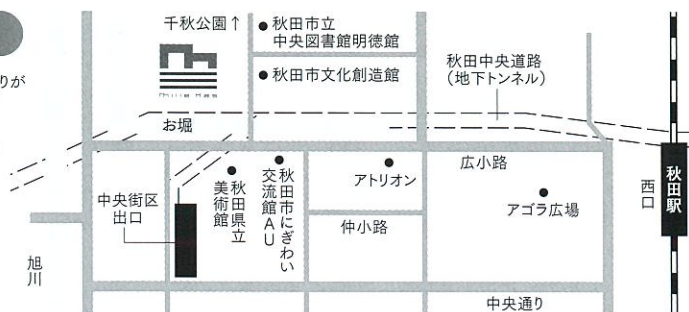 りが
千秋公園↑
秋田市立
中央図書館明徳館
秋田市文化創造館
秋田中央道路
（地下トンネル）
お堀
広小路
アトリオン
アゴラ広場
西口
秋田駅
中央街区
出口
秋田県立
美術館
秋田市にぎわい
交流館AU
仲小路
旭川
中央通り